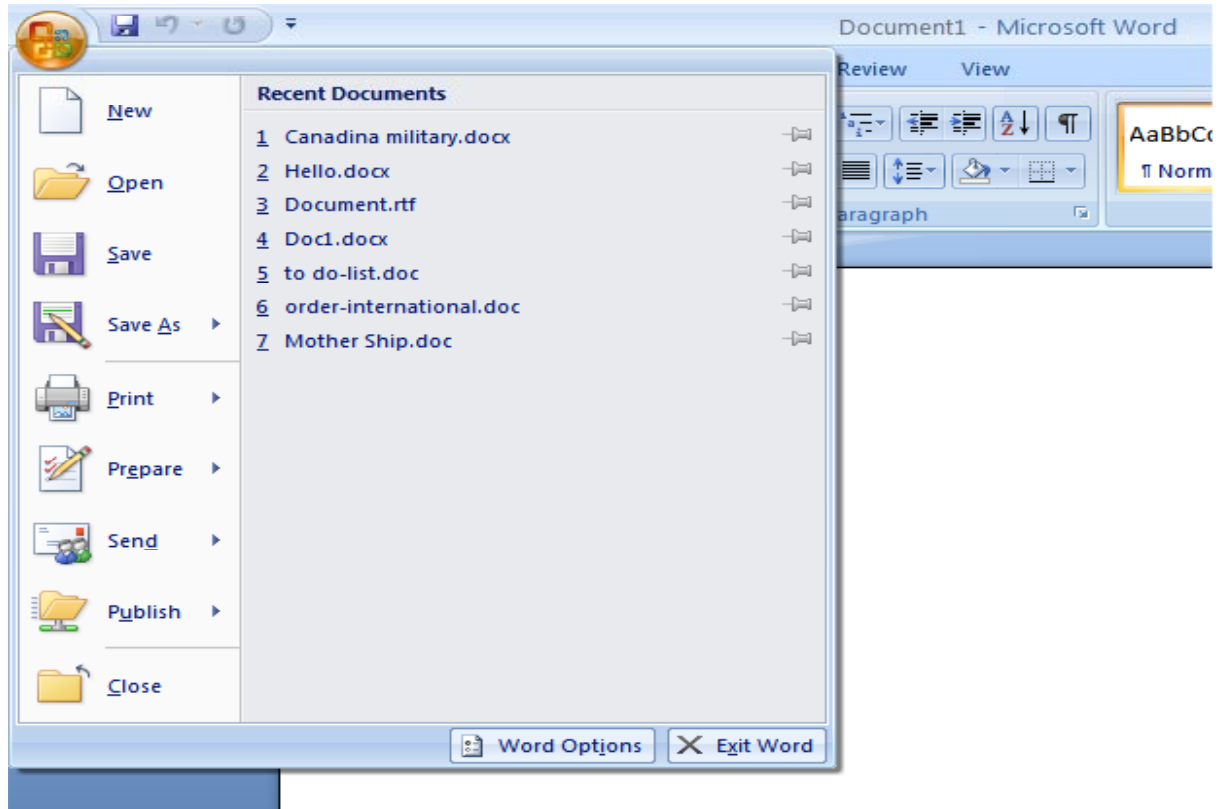 Document1 - Microsoft Word
Review View
New
Open
Save
Save As
Print
Prepare
Send
Publish
Close
Recent Documents
1 Canadina military.docx
2 Hello.docx
3 Document.rtf
4 Doc1.docx
5 to do-list.doc
6 order-international.doc
7 Mother Ship.doc
Word Options Exit Word
AaBbCc
¶ Norm
aragraph